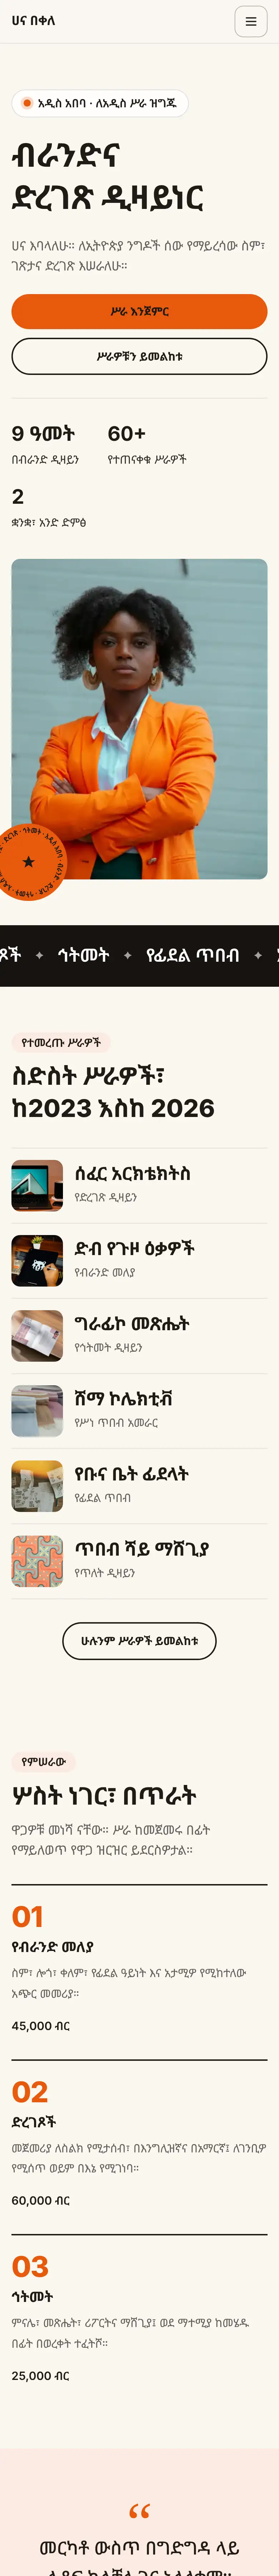 ሀና በቀለ
አዲስ አበባ · ለአዲስ ሥራ ዝግጁ
ብራንድና
ድረገጽ ዲዛይነር
ሀና እባላለሁ። ለኢትዮጵያ ንግዶች ሰው የማይረሳው ስም፣
ገጽታና ድረገጽ እሠራለሁ።
ሥራ እንጀምር
ሥራዎቼን ይመልከቱ
9 ዓመት
በብራንድ ዲዛይን
60+
የተጠናቀቁ ሥራዎች
2
ቋንቋ፣ አንድ ድምፅ
ጾች ✦ ኅትመት ✦ የፊደል ጥበብ ✦
የተመረጡ ሥራዎች
ስድስት ሥራዎች፣
ከ2023 እስከ 2026
ሰፈር አርክቴክትስ
የድረገጽ ዲዛይን
ድብ የጉዞ ዕቃዎች
የብራንድ መለያ
ግራፊኮ መጽሔት
የኅትመት ዲዛይን
ሸማ ኮሌክቲቭ
የሥነ ጥበብ አመራር
የቡና ቤት ፊደላት
የፊደል ጥበብ
ጥበብ ሻይ ማሸጊያ
የጥለት ዲዛይን
ሁሉንም ሥራዎች ይመልከቱ
የምሠራው
ሦስት ነገር፣ በጥራት
ዋጋዎቹ መነሻ ናቸው። ሥራ ከመጀመሩ በፊት
የማይለወጥ የዋጋ ዝርዝር ይደርስዎታል።
01
የብራንድ መለያ
ስም፣ ሎጎ፣ ቀለም፣ የፊደል ዓይነት እና አታሚዎ የሚከተለው
አጭር መመሪያ።
45,000 ብር
02
ድረገጾች
መጀመሪያ ለስልክ የሚታሰብ፣ በእንግሊዝኛና በአማርኛ፤ ለገንቢዎ
የሚሰጥ ወይም በእኔ የሚገነባ።
60,000 ብር
03
ኅትመት
ምናሌ፣ መጽሔት፣ ሪፖርትና ማሸጊያ፤ ወደ ማተሚያ ከመሄዱ
በፊት በወረቀት ተፈትሾ።
25,000 ብር
“
መርካቶ ውስጥ በግድግዳ ላይ